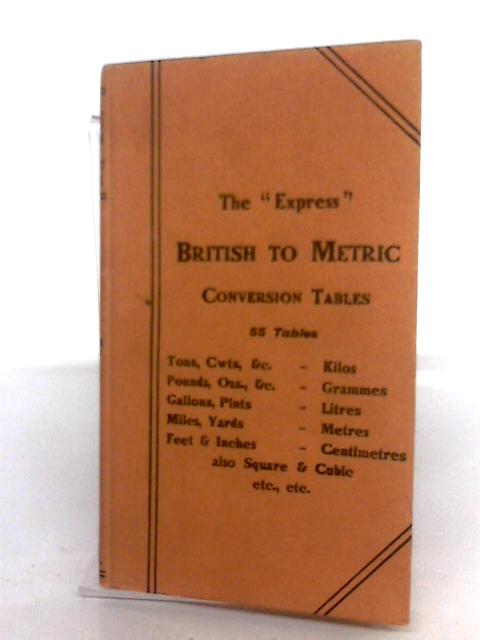 The "Express"
BRITISH TO METRIC
CONVERSION TABLES
55 Tables
Tons, Cwts, &c. - Kilos
Pounds, Ozs., &c. - Grammes
Gallons, Pints - Litres
Miles, Yards - Metres
Feet & Inches - Centimetres
also Square & Cubic
etc., etc.